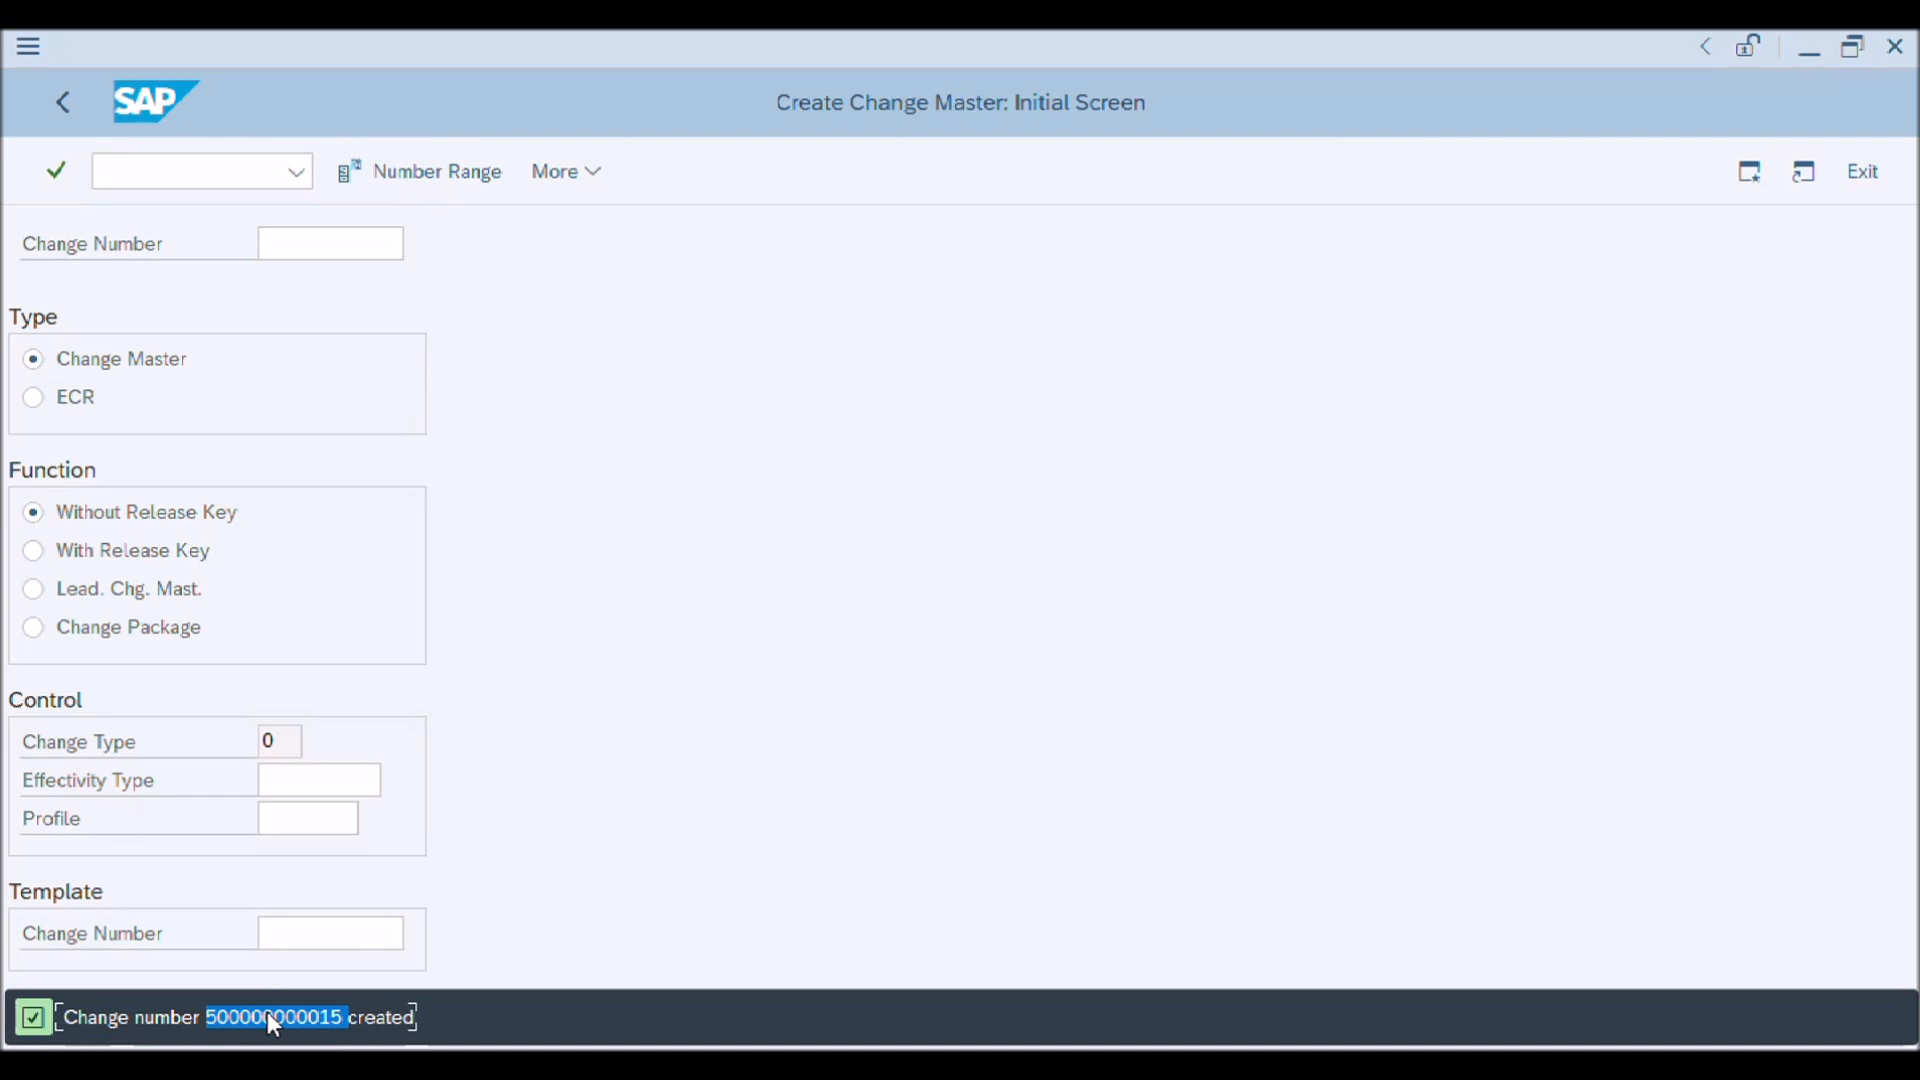 SAP
Create Change Master: Initial Screen
Number Range More Exit
Change Number
Type
Change Master
ECR
Function
Without Release Key
With Release Key
Lead. Chg. Mast.
Change Package
Control
Change Type 0
Effectivity Type
Profile
Template
Change Number
Change number 500000000015 created